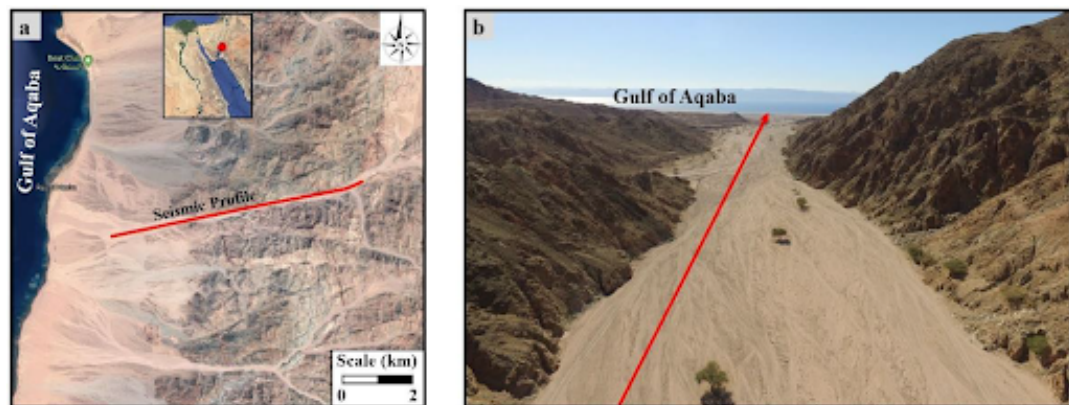 a
Gulf of Aqaba
Seismic Profile
Scale (km)
0 2
b
Gulf of Aqaba